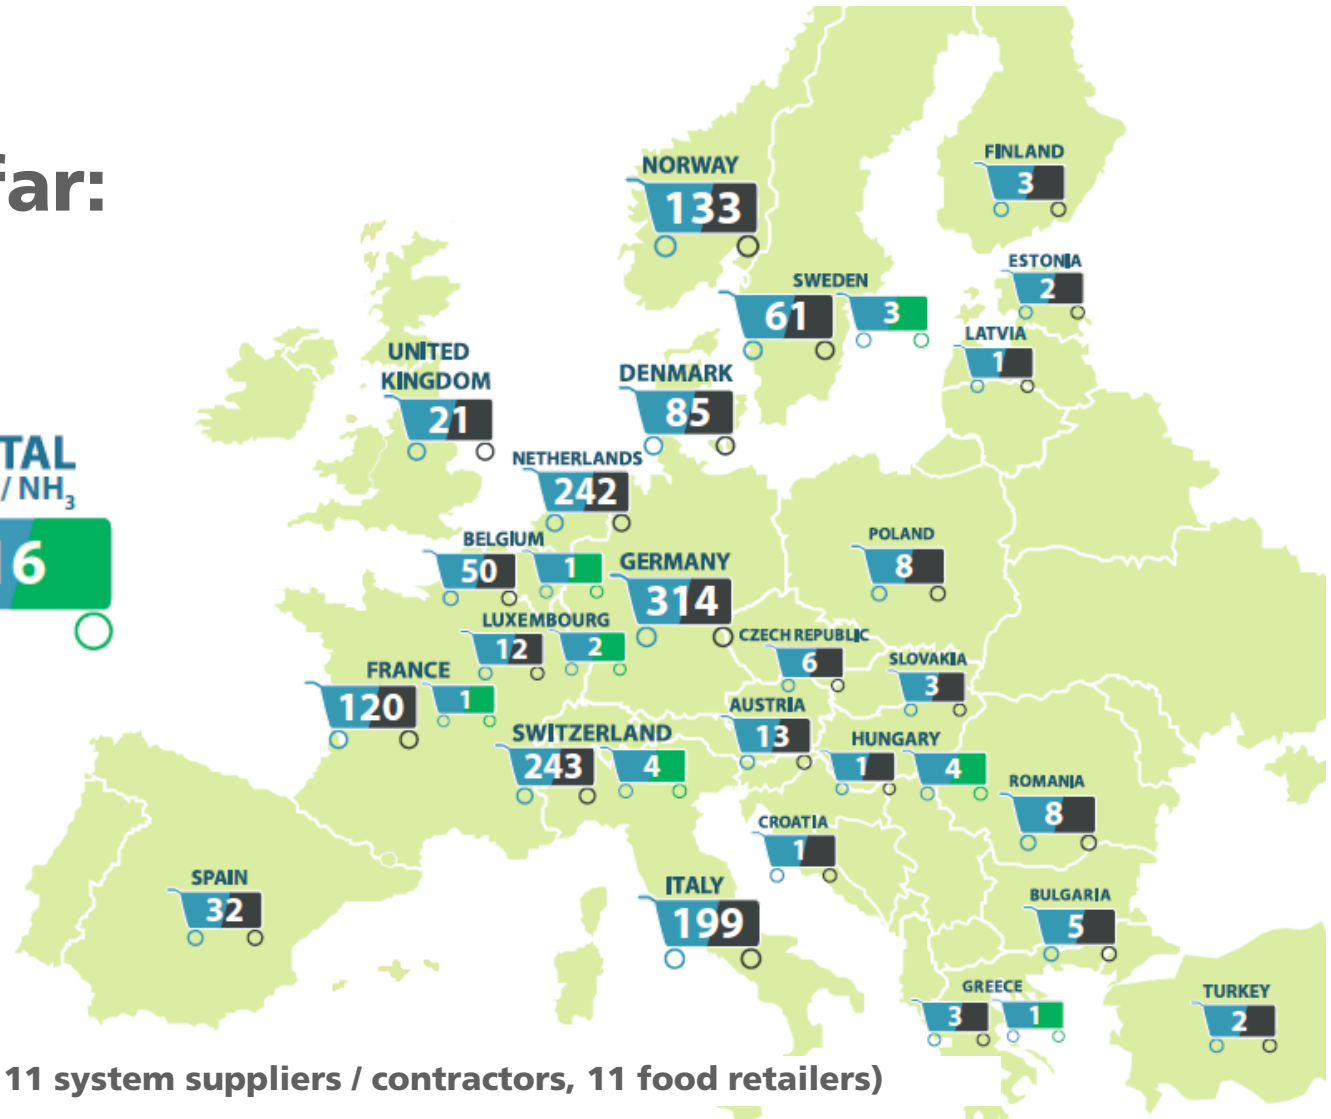 far:
NORWAY
133
FINLAND
3
ESTONIA
2
SWEDEN
61 3
LATVIA
1
UNITED
KINGDOM
21
DENMARK
85
NETHERLANDS
242
/ NH₃
6
BELGIUM
50 1
GERMANY
314
POLAND
8
LUXEMBOURG
12 2
CZECH REPUBLIC
6
SLOVAKIA
3
FRANCE
120 1
AUSTRIA
13
SWITZERLAND
243 4
HUNGARY
1 4
ROMANIA
8
CROATIA
1
SPAIN
32
ITALY
199
BULGARIA
5
GREECE
3 1
TURKEY
2
11 system suppliers / contractors, 11 food retailers)